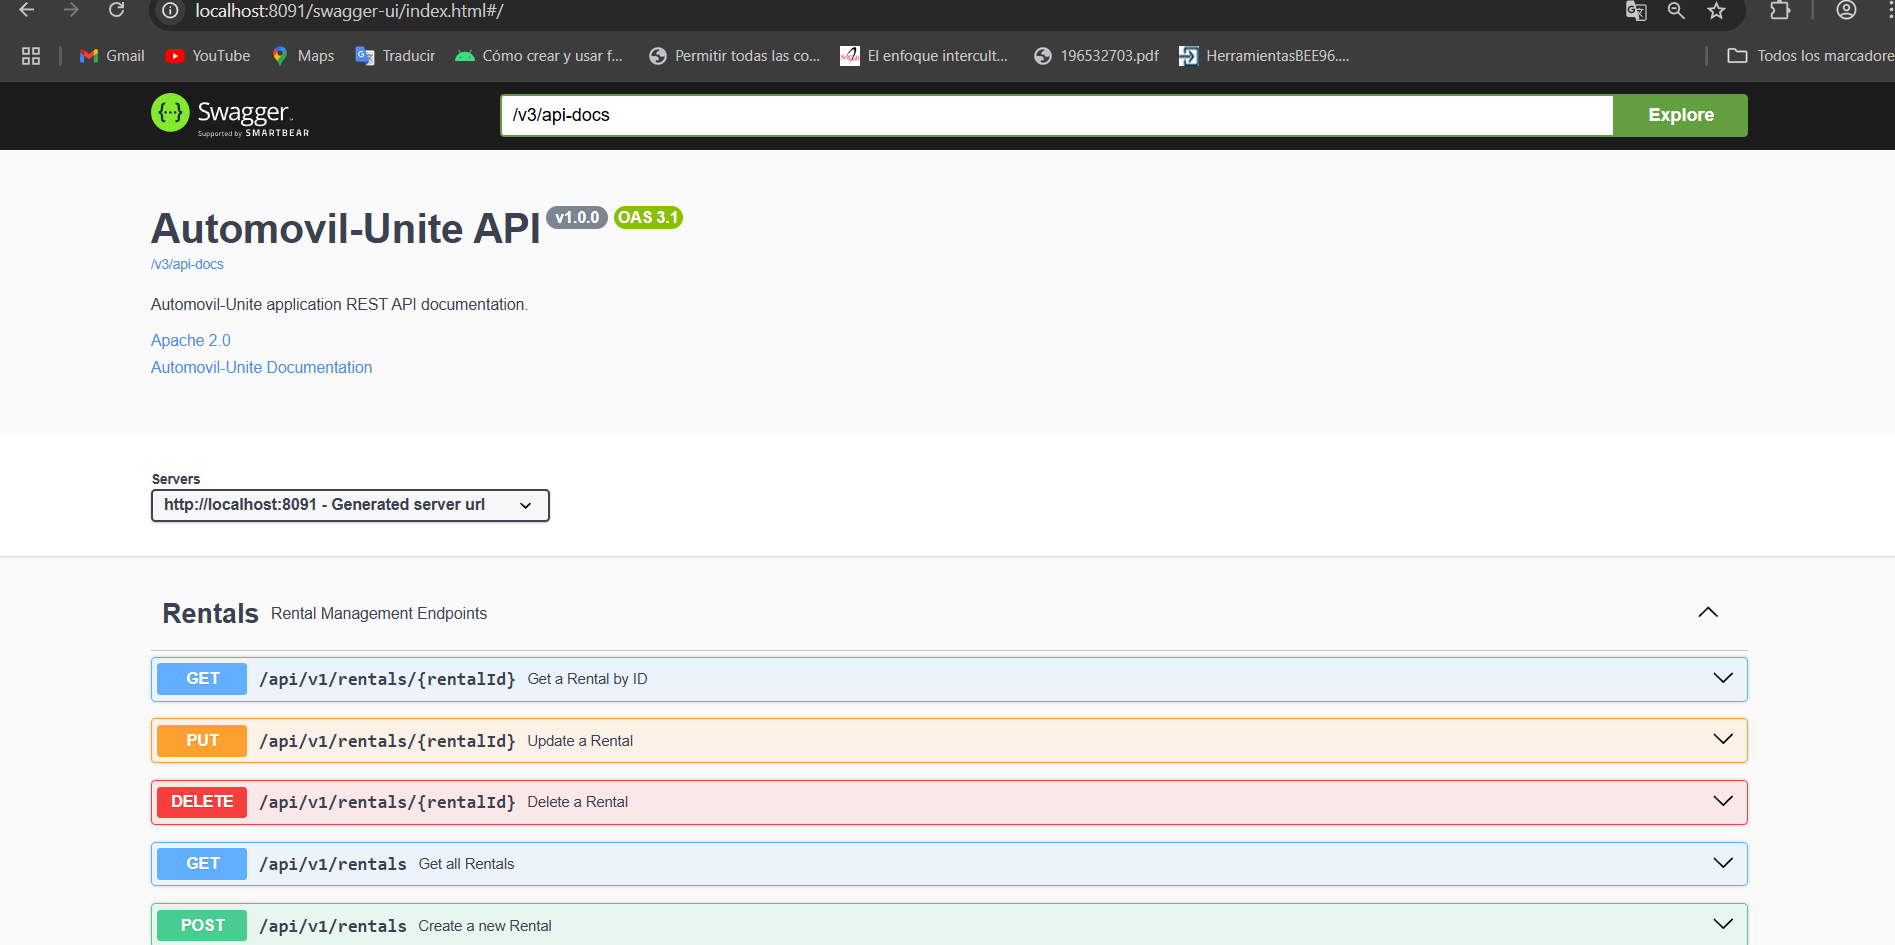 localhost:8091/swagger-ui/index.html#/
Gmail YouTube Maps Traducir Cómo crear y usar f... Permitir todas las co... El enfoque intercult... 196532703.pdf HerramientasBEE96.... Todos los marcadore
Swagger
Supported by SMARTBEAR
/v3/api-docs Explore
Automovil-Unite API v1.0.0 OAS 3.1
/v3/api-docs
Automovil-Unite application REST API documentation.
Apache 2.0
Automovil-Unite Documentation
Servers
http://localhost:8091 - Generated server url
Rentals Rental Management Endpoints
GET /api/v1/rentals/{rentalId} Get a Rental by ID
PUT /api/v1/rentals/{rentalId} Update a Rental
DELETE /api/v1/rentals/{rentalId} Delete a Rental
GET /api/v1/rentals Get all Rentals
POST /api/v1/rentals Create a new Rental